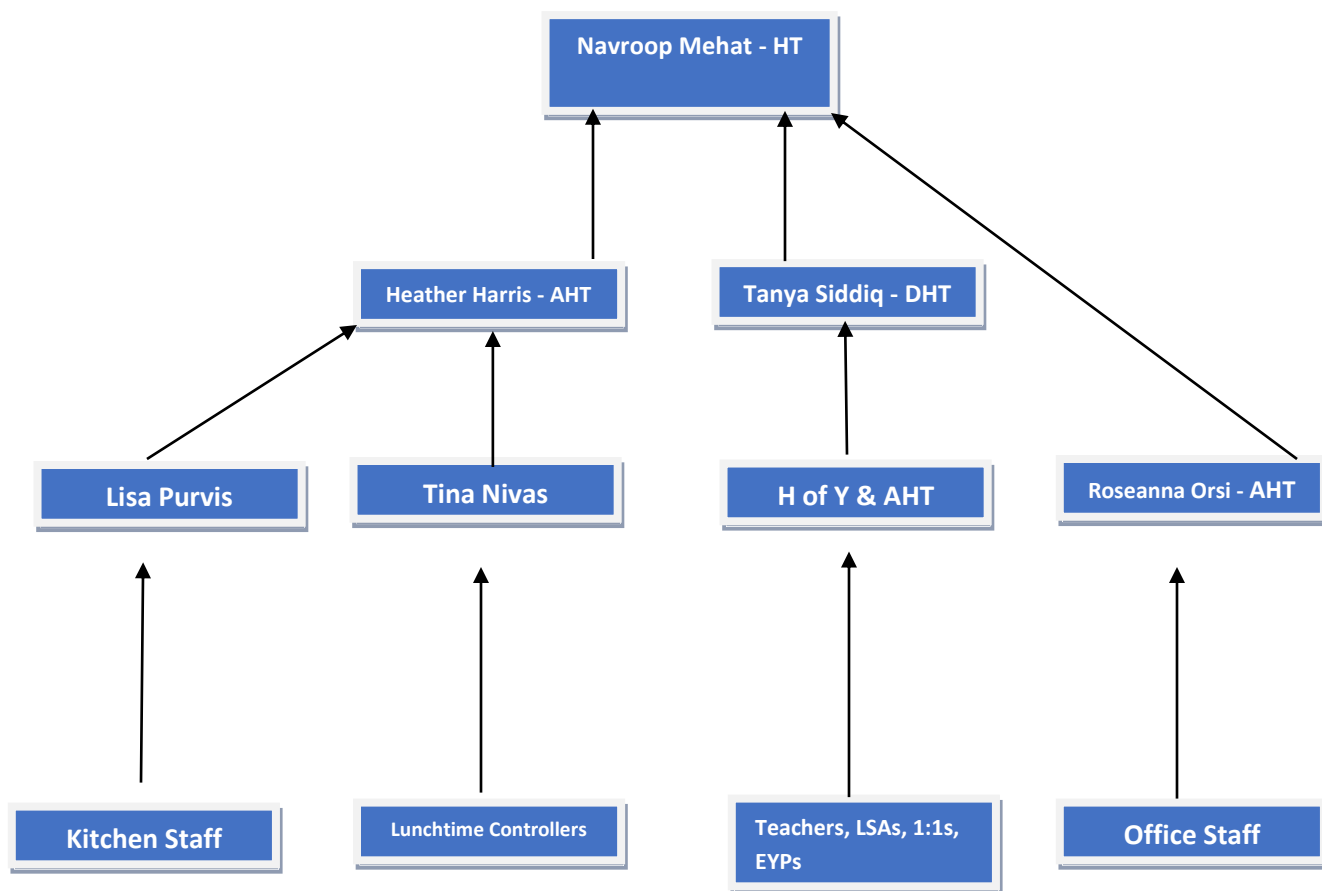 Navroop Mehat - HT
Heather Harris - AHT
Tanya Siddiq - DHT
Lisa Purvis
Tina Nivas
H of Y & AHT
Roseanna Orsi - AHT
Kitchen Staff
Lunchtime Controllers
Teachers, LSAs, 1:1s,
EYPs
Office Staff